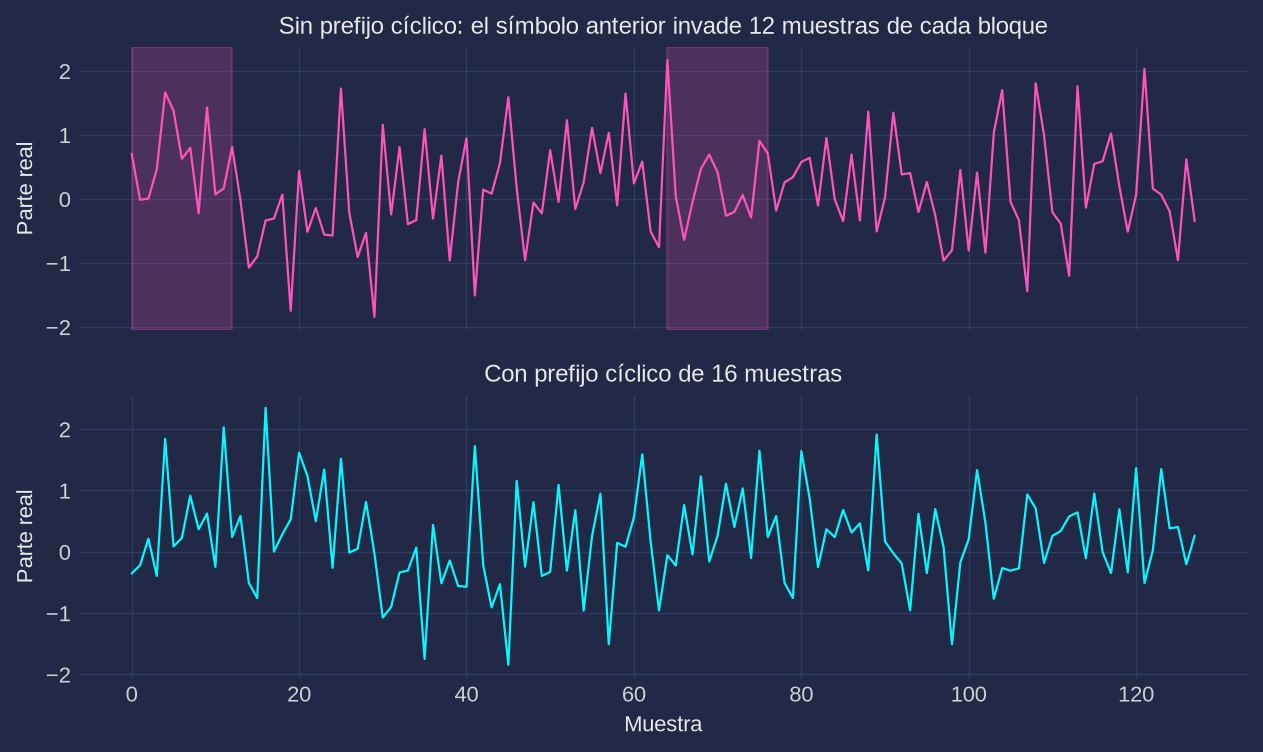 Sin prefijo cíclico: el símbolo anterior invade 12 muestras de cada bloque
2
1
0
−1
−2
Parte real
Con prefijo cíclico de 16 muestras
2
1
0
−1
−2
Parte real
0 20 40 60 80 100 120
Muestra